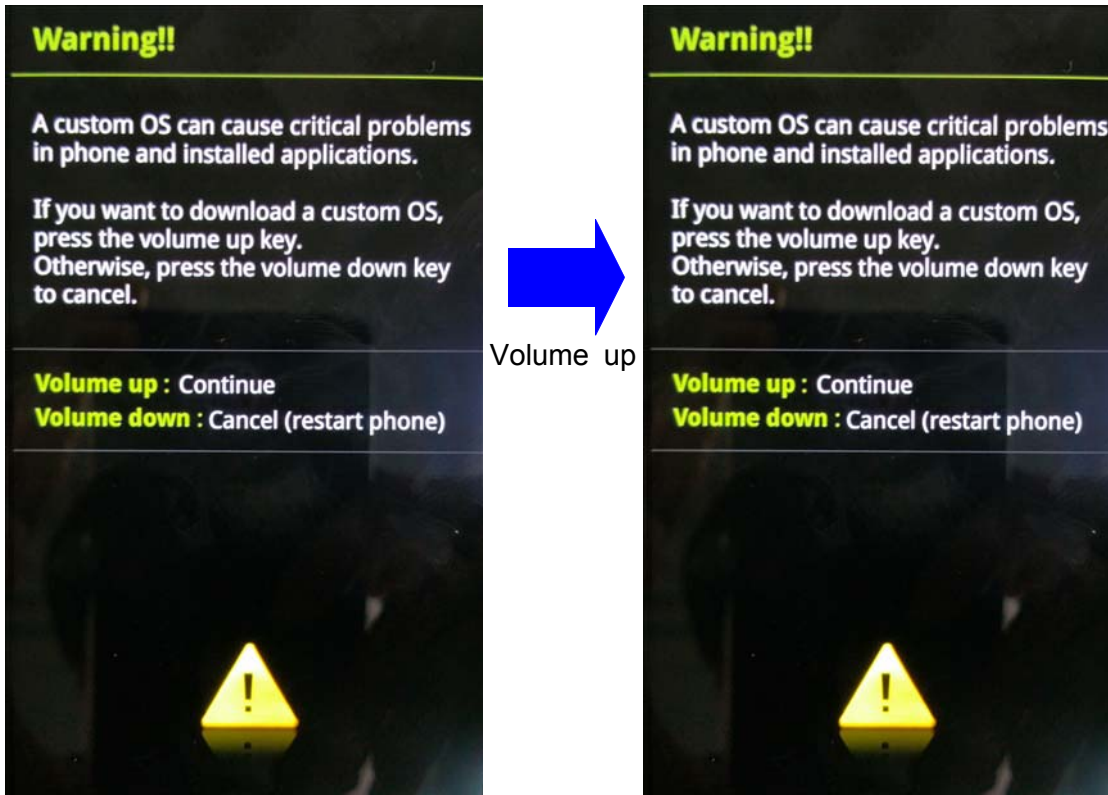 Warning!!
A custom OS can cause critical problems
in phone and installed applications.
If you want to download a custom OS,
press the volume up key.
Otherwise, press the volume down key
to cancel.
Volume up : Continue
Volume down : Cancel (restart phone)
Volume up
Warning!!
A custom OS can cause critical problems
in phone and installed applications.
If you want to download a custom OS,
press the volume up key.
Otherwise, press the volume down key
to cancel.
Volume up : Continue
Volume down : Cancel (restart phone)